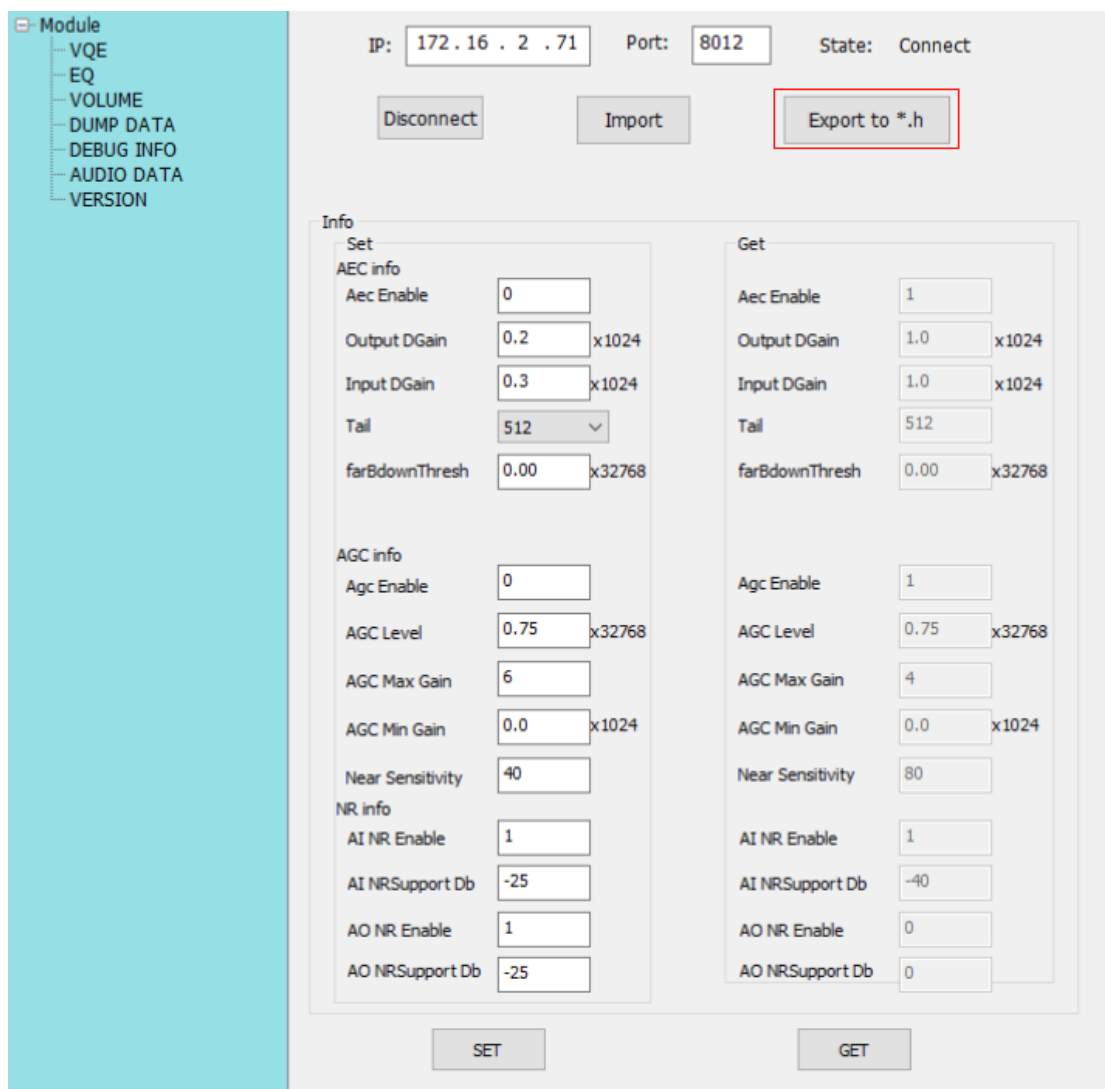 Module
VQE
EQ
VOLUME
DUMP DATA
DEBUG INFO
AUDIO DATA
VERSION
IP: 172 . 16 . 2 . 71 Port: 8012 State: Connect
Disconnect Import Export to *.h
Info
Set Get
AEC info
Aec Enable 0 Aec Enable 1
Output DGain 0.2 x1024 Output DGain 1.0 x1024
Input DGain 0.3 x1024 Input DGain 1.0 x1024
Tail 512 Tail 512
farBdownThresh 0.00 x32768 farBdownThresh 0.00 x32768
AGC info
Agc Enable 0 Agc Enable 1
AGC Level 0.75 x32768 AGC Level 0.75 x32768
AGC Max Gain 6 AGC Max Gain 4
AGC Min Gain 0.0 x1024 AGC Min Gain 0.0 x1024
Near Sensitivity 40 Near Sensitivity 80
NR info
AI NR Enable 1 AI NR Enable 1
AI NRSupport Db -25 AI NRSupport Db -40
AO NR Enable 1 AO NR Enable 0
AO NRSupport Db -25 AO NRSupport Db 0
SET GET